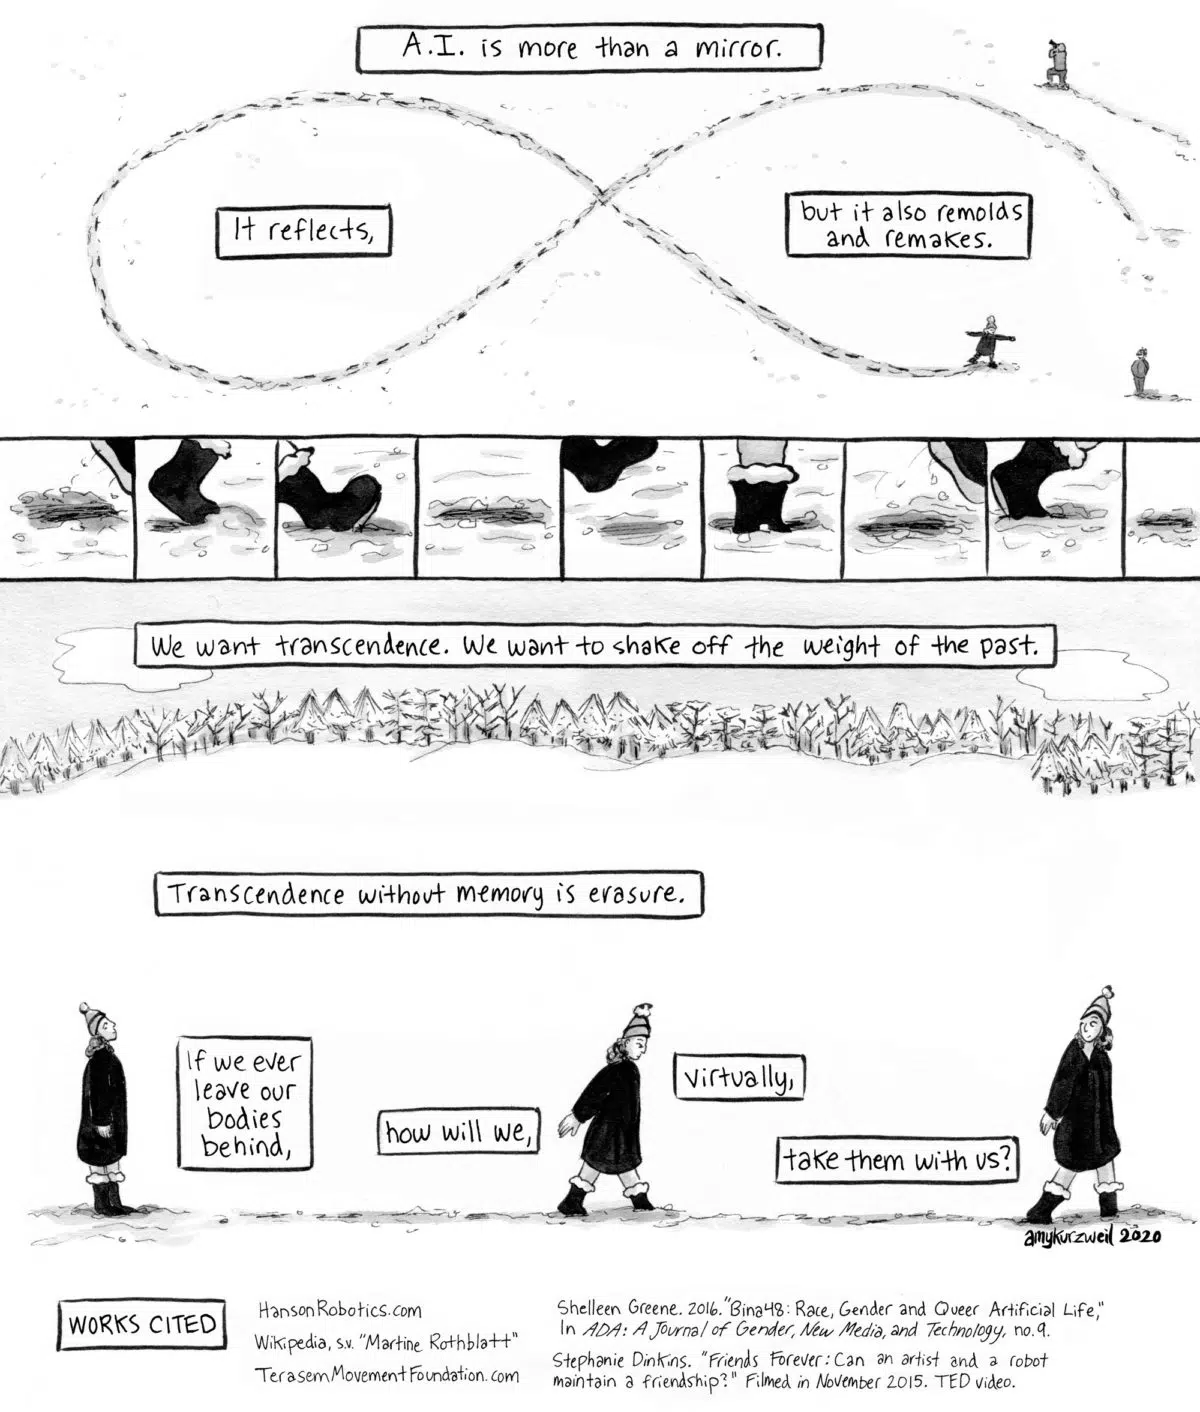 A.I. is more than a mirror.
It reflects,
but it also remolds
and remakes.
We want transcendence. We want to shake off the weight of the past.
Transcendence without memory is erasure.
If we ever
leave our
bodies
behind,
how will we,
virtually,
take them with us?
amykurzweil 2020
WORKS CITED
HansonRobotics.com
Wikipedia, s.v. "Martine Rothblatt"
TerasemMovementFoundation.com
Shelleen Greene. 2016. "Bina48: Race, Gender and Queer Artificial Life,"
In ADA: A Journal of Gender, New Media, and Technology, no. 9.
Stephanie Dinkins. "Friends Forever: Can an artist and a robot
maintain a friendship?" Filmed in November 2015. TED video.